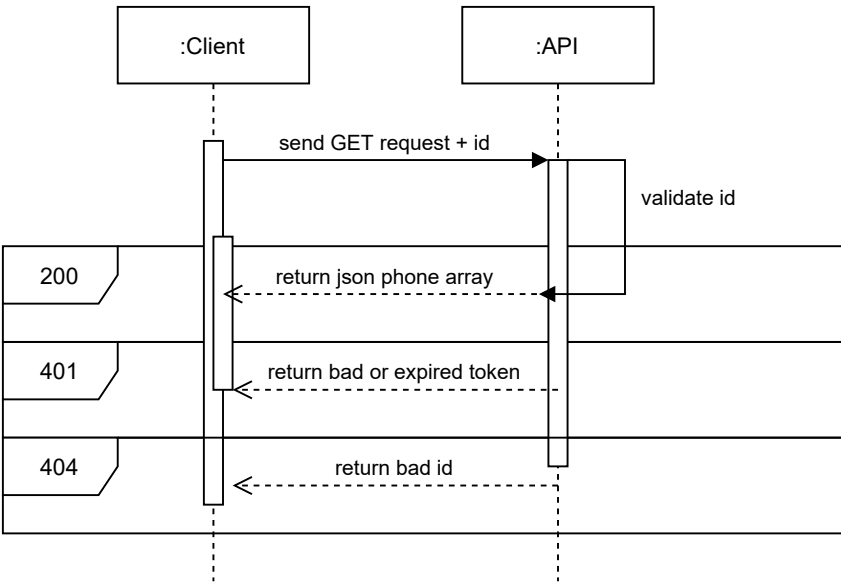 :Client
:API
send GET request + id
validate id
200
return json phone array
401
return bad or expired token
404
return bad id